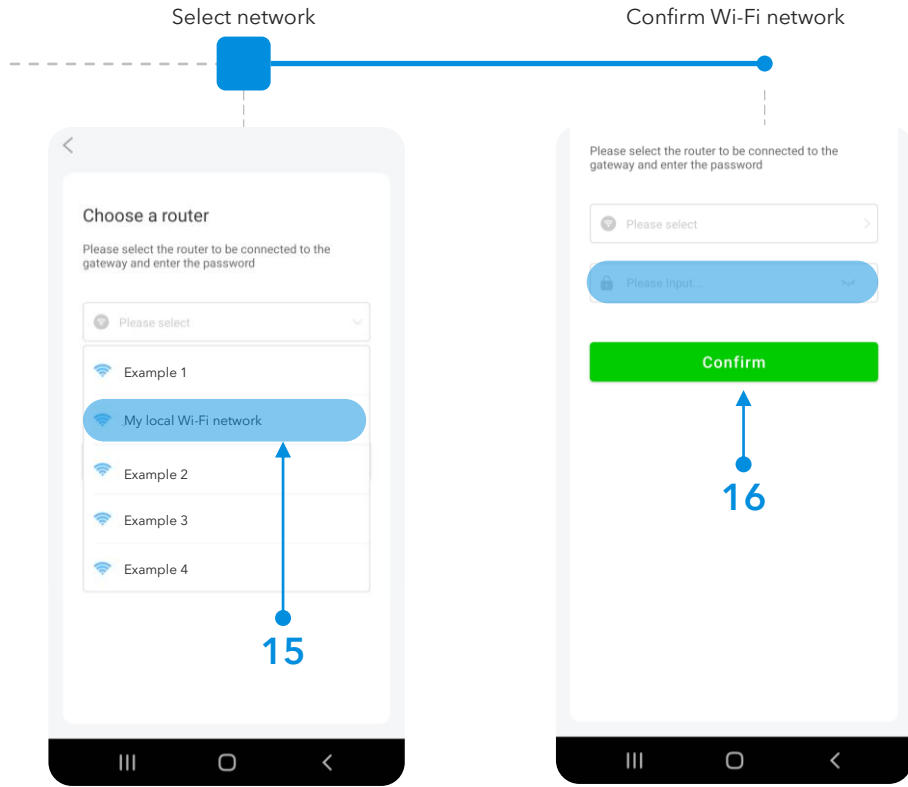 Select network
Confirm Wi-Fi network
Choose a router
Please select the router to be connected to the
gateway and enter the password
Please select
Example 1
My local Wi-Fi network
Example 2
Example 3
Example 4
15
Please select the router to be connected to the
gateway and enter the password
Please select
Please Input...
Confirm
16